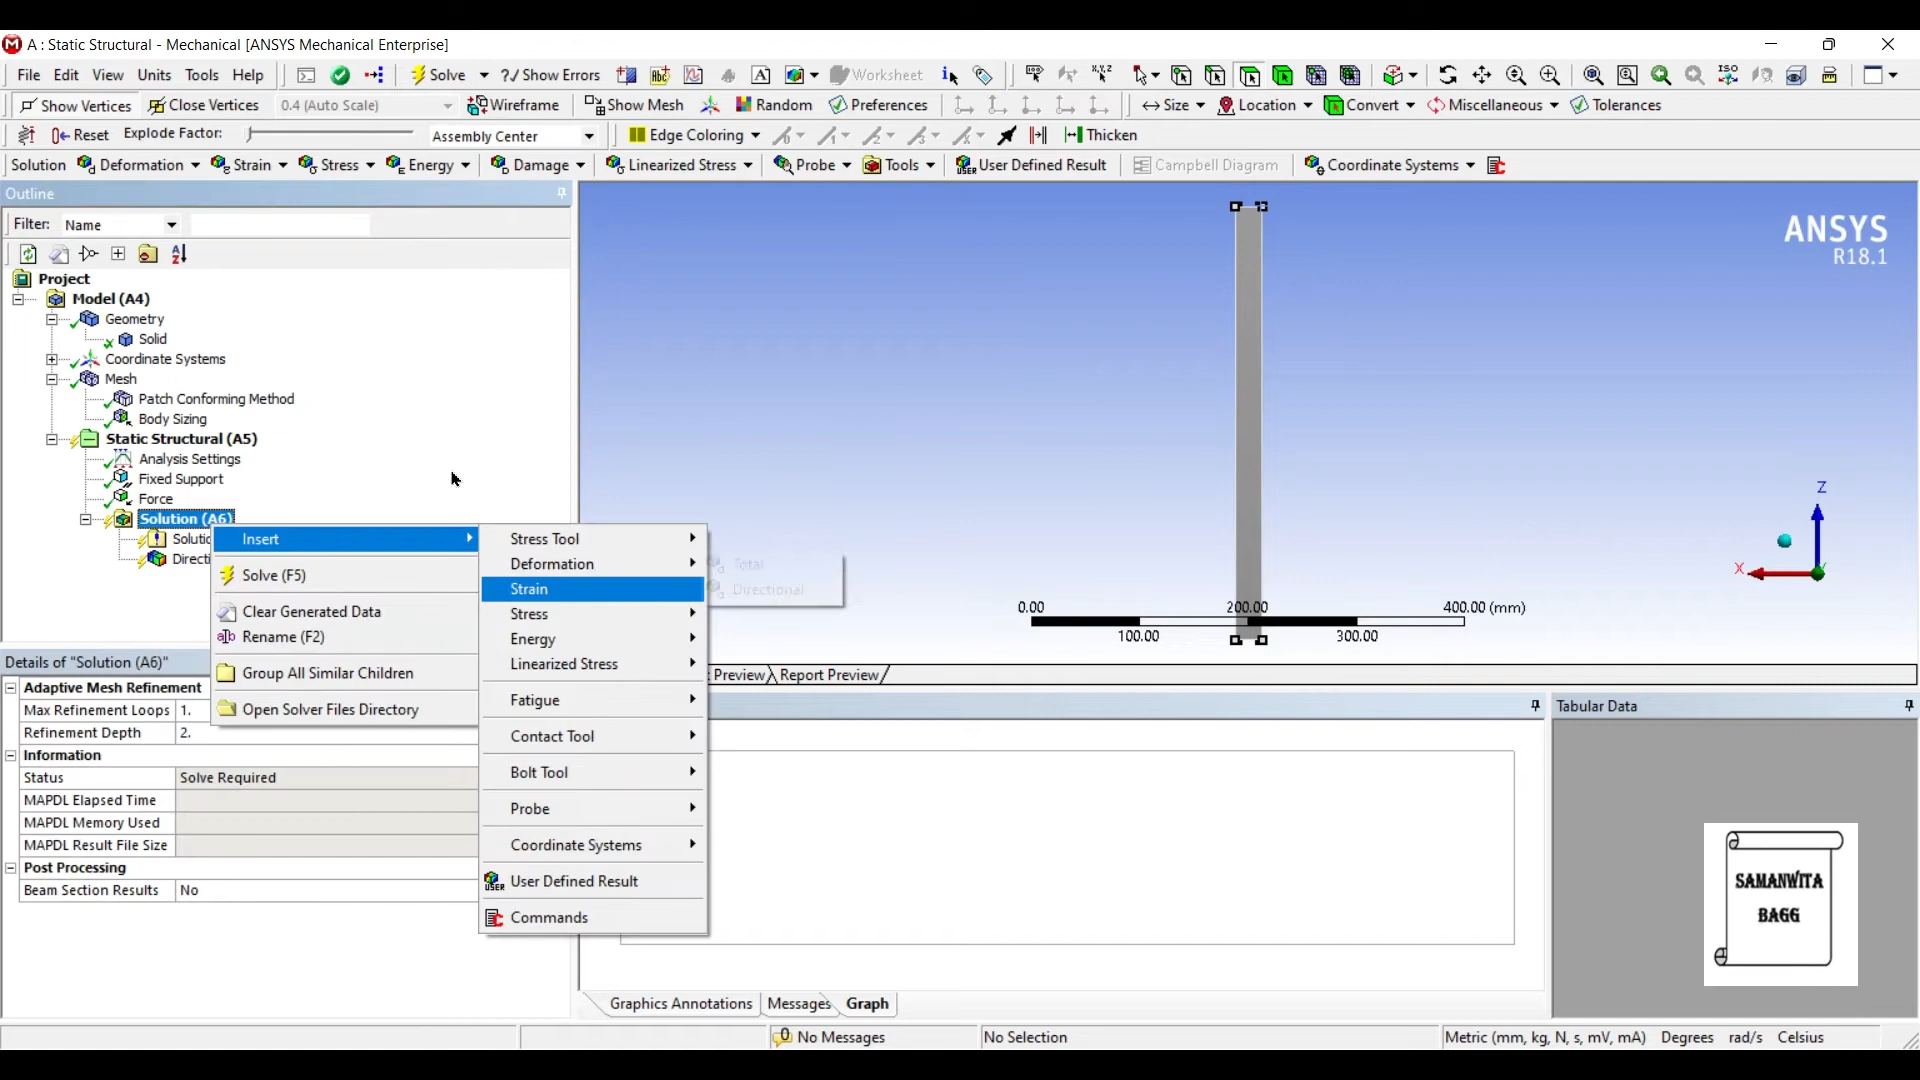 A : Static Structural - Mechanical [ANSYS Mechanical Enterprise]
File Edit View Units Tools Help Solve ?/ Show Errors Worksheet
Show Vertices Close Vertices 0.4 (Auto Scale) Wireframe Show Mesh Random Preferences Size Location Convert Miscellaneous Tolerances
Reset Explode Factor: Assembly Center Edge Coloring Thicken
Solution Deformation Strain Stress Energy Damage Linearized Stress Probe Tools User Defined Result Campbell Diagram Coordinate Systems
Outline
Filter: Name
Project
Model (A4)
Geometry
Solid
Coordinate Systems
Mesh
Patch Conforming Method
Body Sizing
Static Structural (A5)
Analysis Settings
Fixed Support
Force
Solution (A6)
Solutic
Directi
Insert
Solve (F5)
Clear Generated Data
Rename (F2)
Group All Similar Children
Open Solver Files Directory
Stress Tool
Deformation
Strain
Stress
Energy
Linearized Stress
Fatigue
Contact Tool
Bolt Tool
Probe
Coordinate Systems
User Defined Result
Commands
Total
Directional
ANSYS
R18.1
Z
X
0.00 200.00 400.00 (mm)
100.00 300.00
Preview Report Preview
Details of "Solution (A6)"
Adaptive Mesh Refinement
Max Refinement Loops 1.
Refinement Depth 2.
Information
Status Solve Required
MAPDL Elapsed Time
MAPDL Memory Used
MAPDL Result File Size
Post Processing
Beam Section Results No
Tabular Data
SAMANWITA
BAGG
Graphics Annotations Messages Graph
No Messages No Selection Metric (mm, kg, N, s, mV, mA) Degrees rad/s Celsius